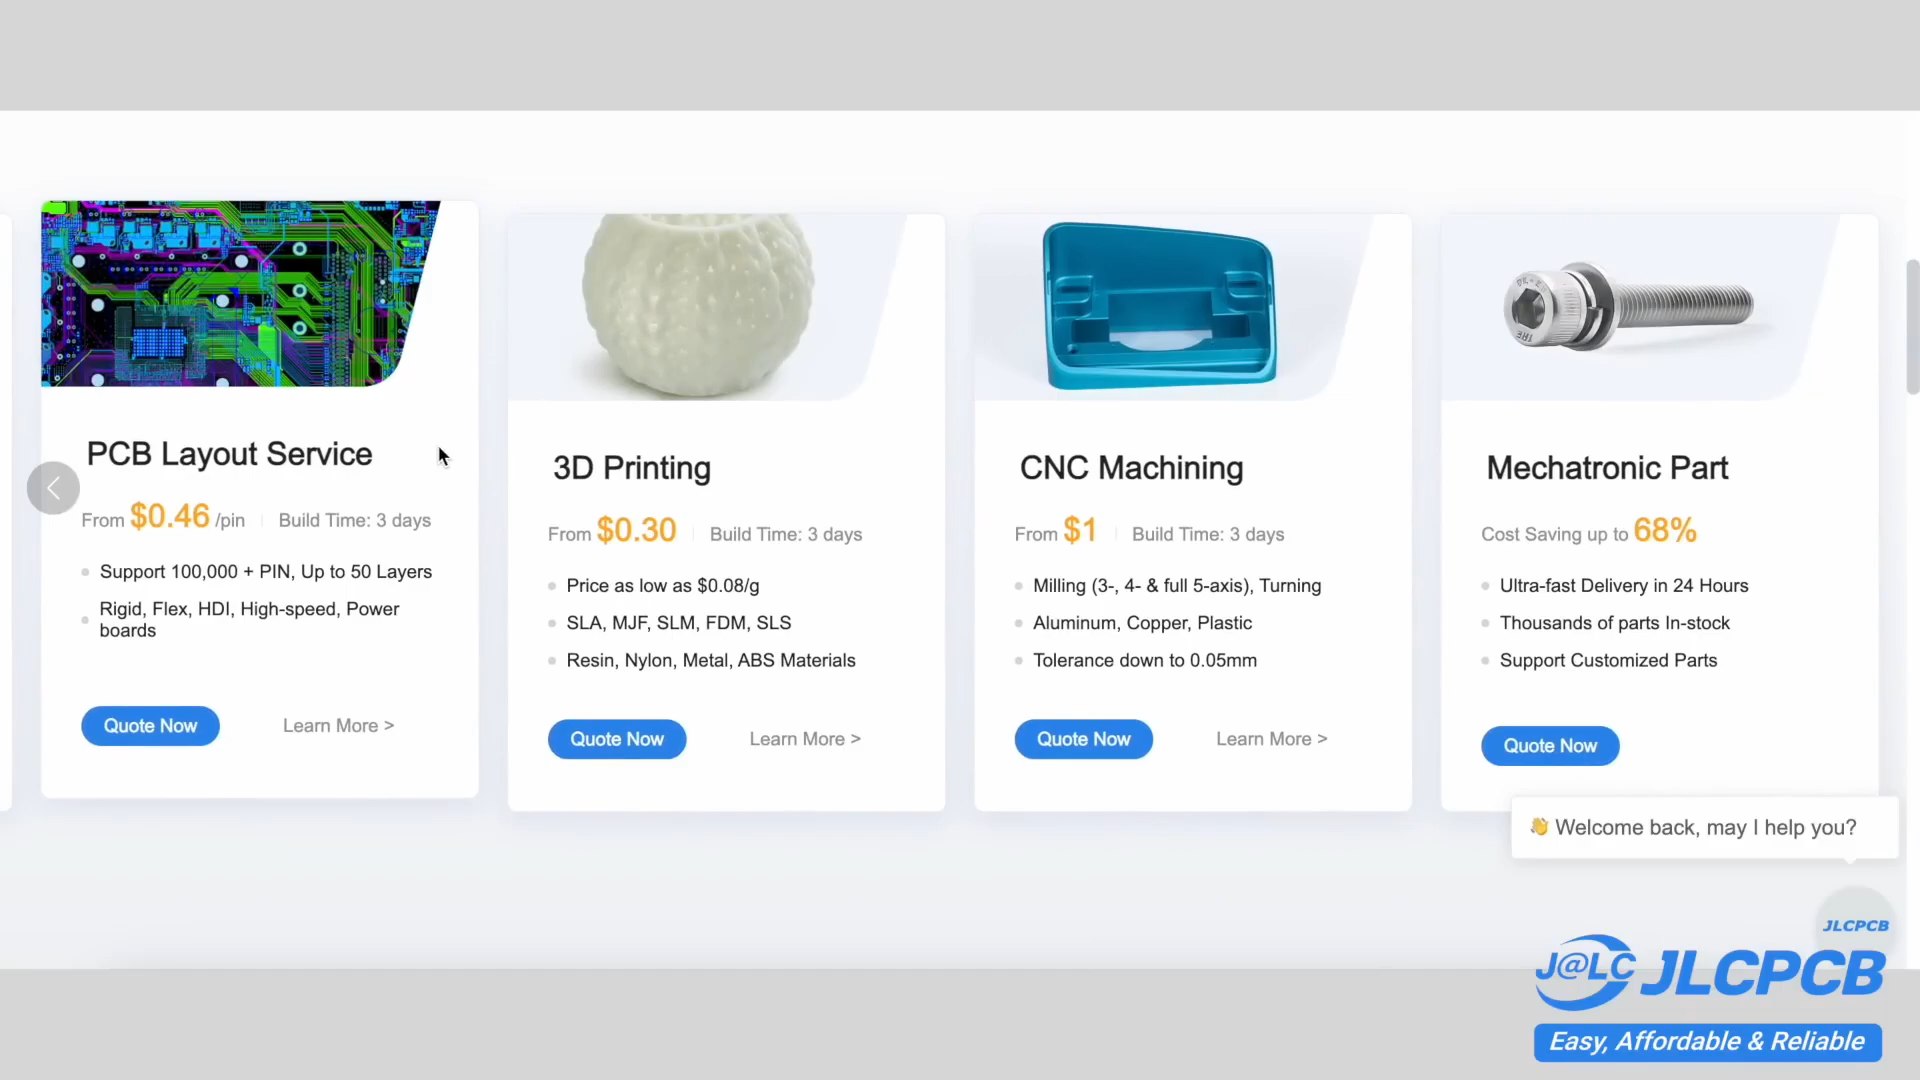 PCB Layout Service
From $0.46 /pin
Build Time: 3 days
Support 100,000 + PIN, Up to 50 Layers
Rigid, Flex, HDI, High-speed, Power
boards
Quote Now
Learn More >
3D Printing
From $0.30
Build Time: 3 days
Price as low as $0.08/g
SLA, MJF, SLM, FDM, SLS
Resin, Nylon, Metal, ABS Materials
Quote Now
Learn More >
CNC Machining
From $1
Build Time: 3 days
Milling (3-, 4- & full 5-axis), Turning
Aluminum, Copper, Plastic
Tolerance down to 0.05mm
Quote Now
Learn More >
Mechatronic Part
Cost Saving up to 68%
Ultra-fast Delivery in 24 Hours
Thousands of parts In-stock
Support Customized Parts
Quote Now
👋 Welcome back, may I help you?
JLCPCB
J@LC JLCPCB
Easy, Affordable & Reliable